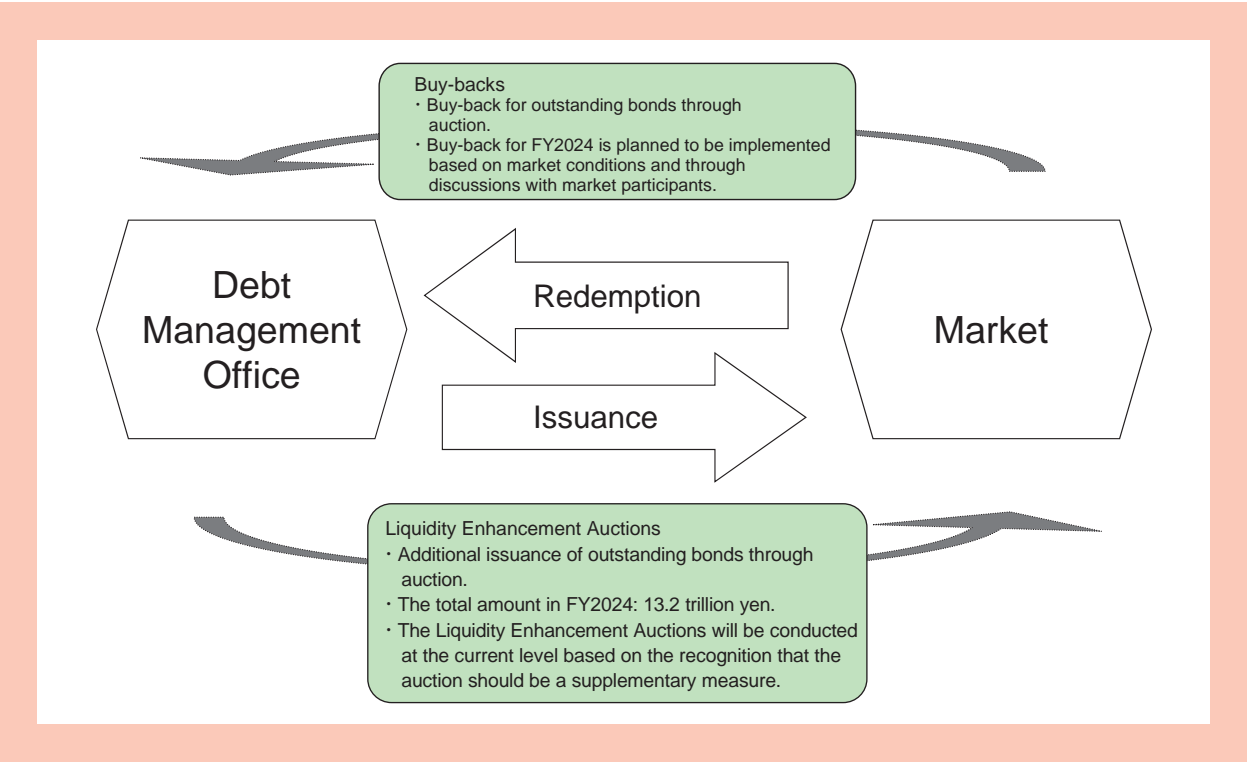 Buy-backs
・Buy-back for outstanding bonds through
auction.
・Buy-back for FY2024 is planned to be implemented
based on market conditions and through
discussions with market participants.
Debt
Management
Office
Redemption
Market
Issuance
Liquidity Enhancement Auctions
・Additional issuance of outstanding bonds through
auction.
・The total amount in FY2024: 13.2 trillion yen.
・The Liquidity Enhancement Auctions will be conducted
at the current level based on the recognition that the
auction should be a supplementary measure.